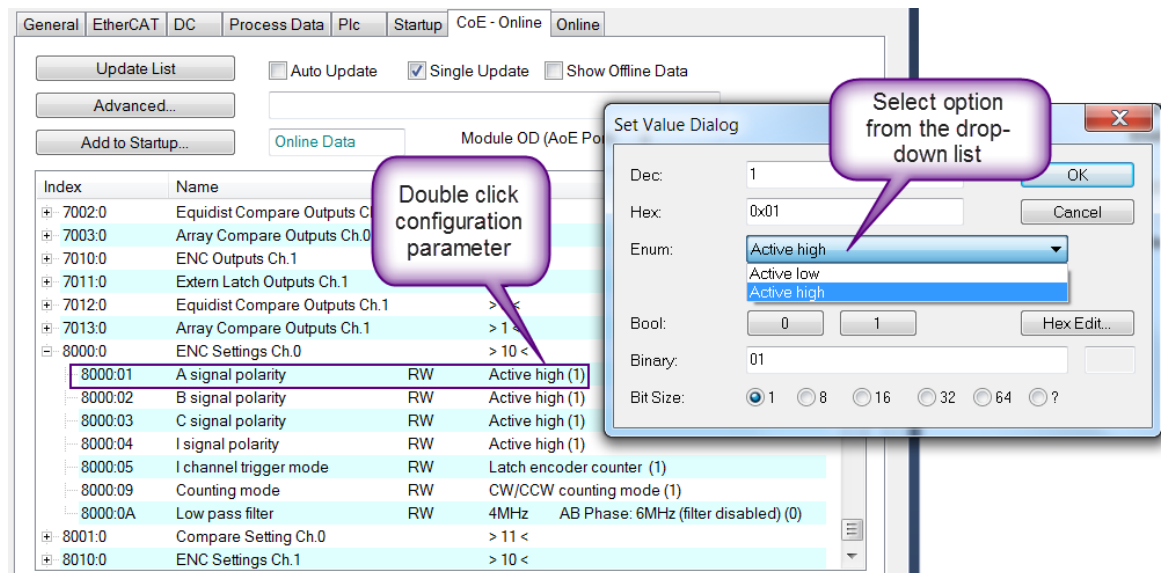 General EtherCAT DC Process Data Plc Startup CoE - Online Online
Update List Auto Update Single Update Show Offline Data
Advanced...
Add to Startup... Online Data Module OD (AoE
Index Name
7002:0 Equidist Compare Outputs
7003:0 Array Compare Outputs Ch.0
7010:0 ENC Outputs Ch.1
7011:0 Extern Latch Outputs Ch.1
7012:0 Equidist Compare Outputs Ch.1
7013:0 Array Compare Outputs Ch.1 > 1 <
8000:0 ENC Settings Ch.0 > 10 <
8000:01 A signal polarity RW Active high (1)
8000:02 B signal polarity RW Active high (1)
8000:03 C signal polarity RW Active high (1)
8000:04 I signal polarity RW Active high (1)
8000:05 I channel trigger mode RW Latch encoder counter (1)
8000:09 Counting mode RW CW/CCW counting mode (1)
8000:0A Low pass filter RW 4MHz AB Phase: 6MHz (filter disabled) (0)
8001:0 Compare Setting Ch.0 > 11 <
8010:0 ENC Settings Ch.1 > 10 <
Double click
configuration
parameter
Set Value Dialog
Dec: 1 OK
Hex: 0x01 Cancel
Enum: Active high
Active low
Active high
Bool: 0 1 Hex Edit...
Binary: 01
Bit Size: 1 8 16 32 64 ?
Select option
from the drop-
down list